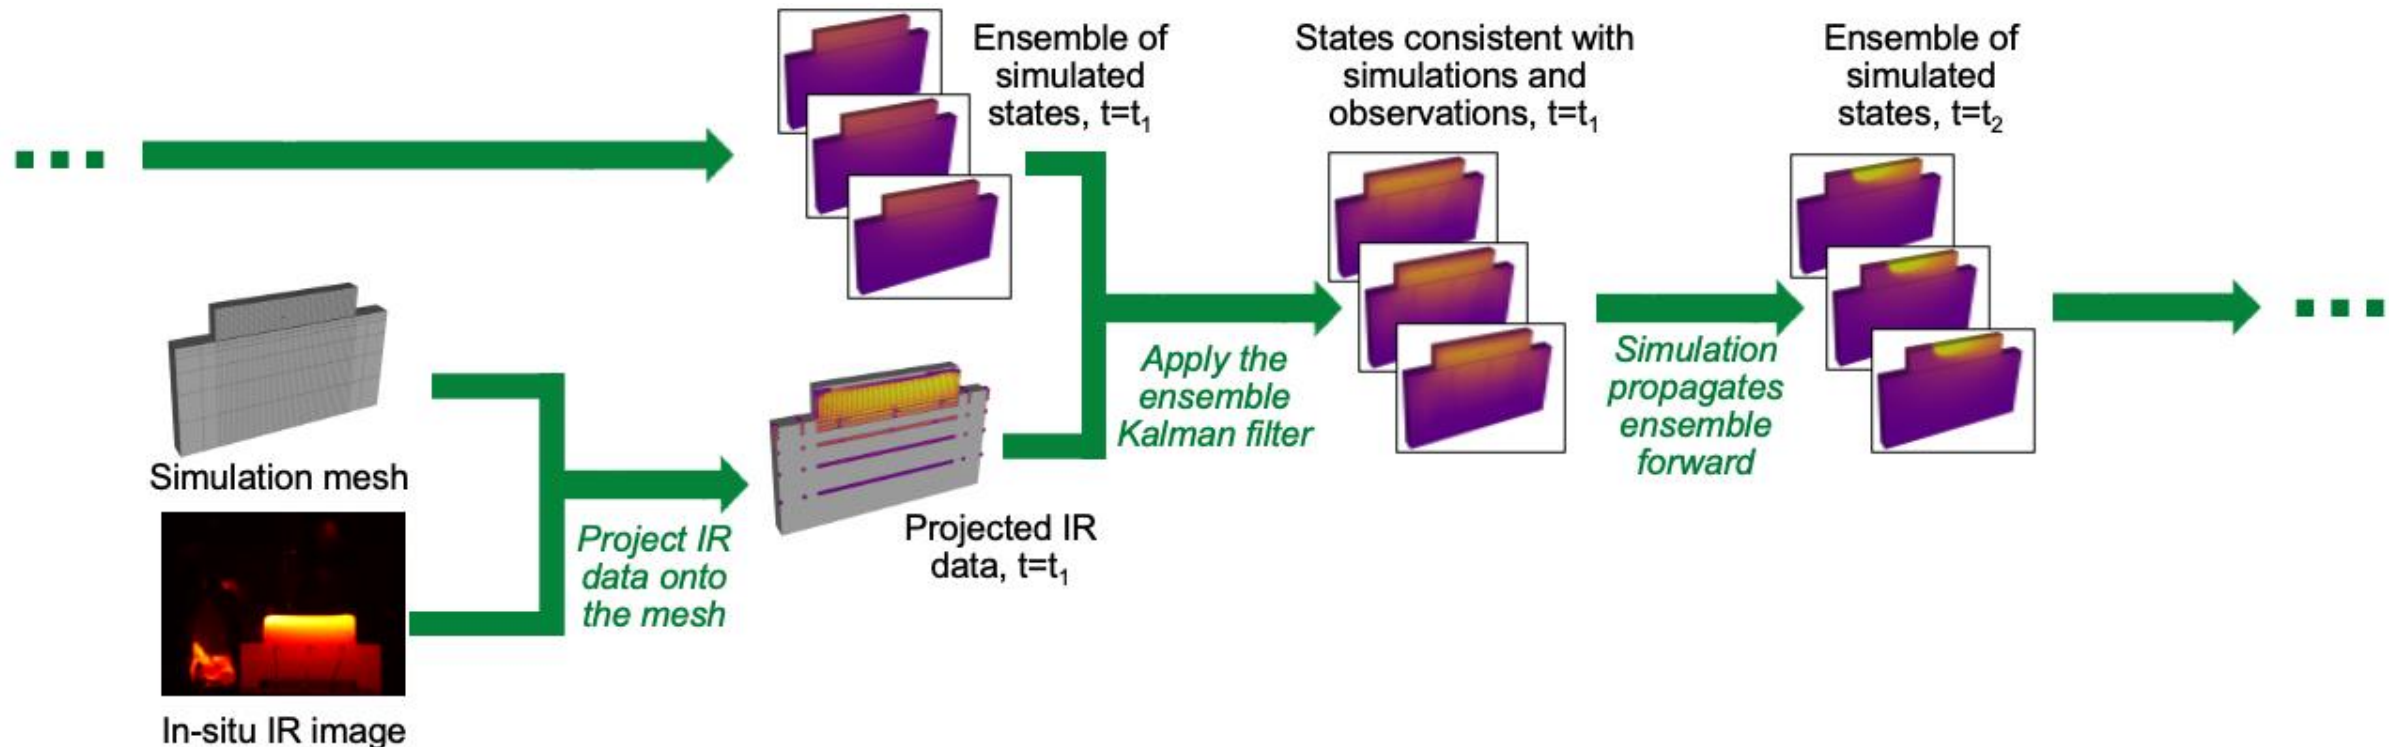 Ensemble of
simulated
states, t=t₁
States consistent with
simulations and
observations, t=t₁
Ensemble of
simulated
states, t=t₂
Simulation mesh
In-situ IR image
Project IR
data onto
the mesh
Projected IR
data, t=t₁
Apply the
ensemble
Kalman filter
Simulation
propagates
ensemble
forward